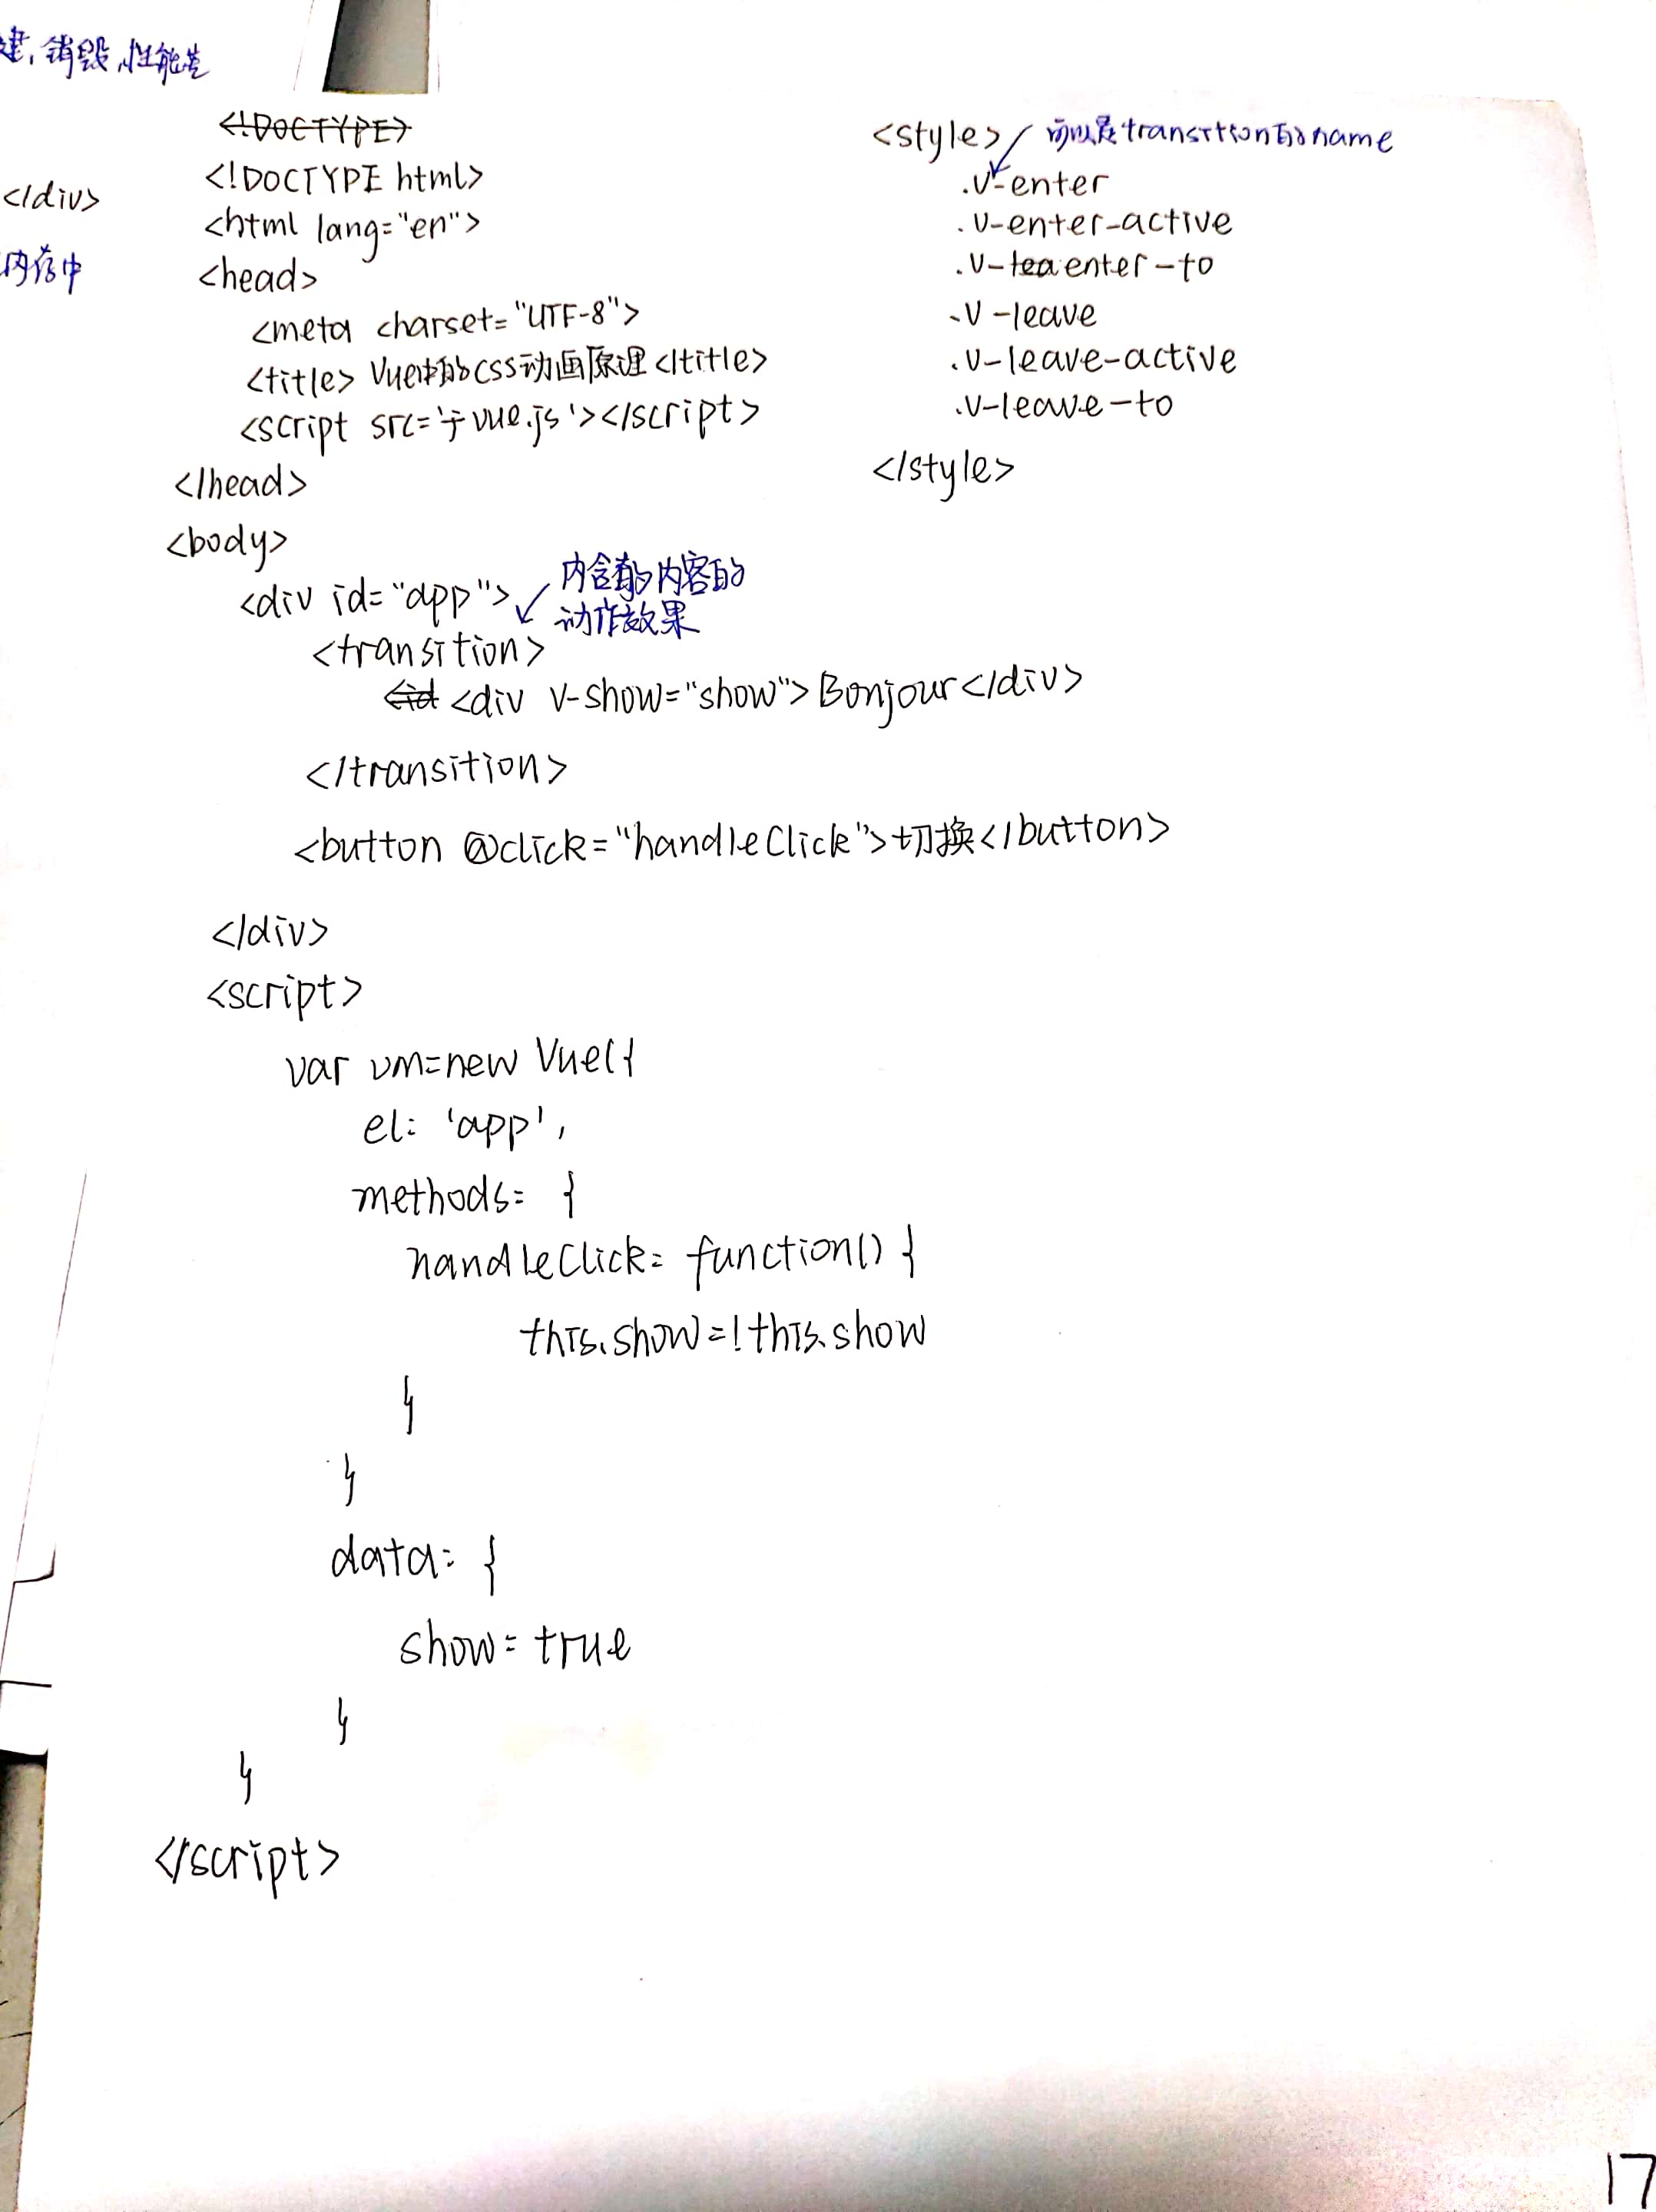 建,销毁,性能差
</div>
内存中
<!DOCTYPE>
<!DOCTYPE html>
<html lang="en">
<head>
<meta charset="UTF-8">
<title>Vue中的css动画原理</title>
<script src='vue.js'></script>
</head>
<body>
<div id="app">
内含的内容的
动作效果
<transition>
<div v-show="show">Bonjour</div>
</transition>
<button @click="handleClick">切换</button>
</div>
<script>
var vm=new Vue({
el: 'app',
methods: {
handleClick: function() {
this.show=!this.show
}
}
data: {
show: true
}
}
</script>
<style>
可以是transition的name
.v-enter
.v-enter-active
.v-enter-to
.v-leave
.v-leave-active
.v-leave-to
</style>
17